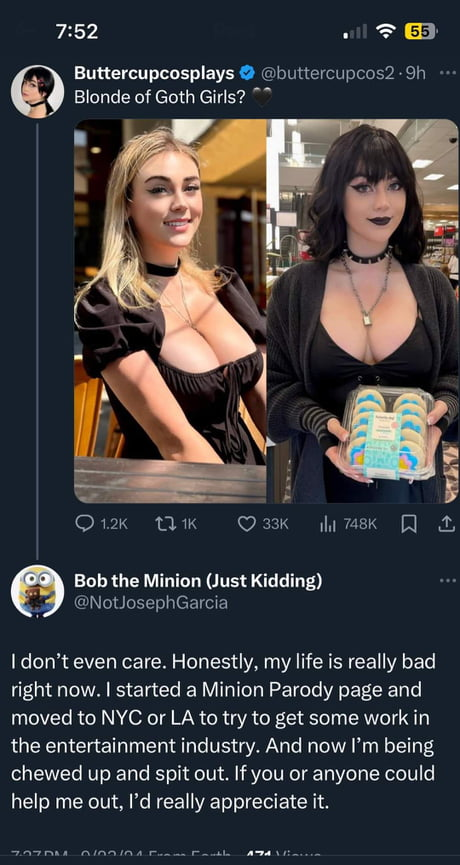 7:52
55
Buttercupcosplays @buttercupcos2 · 9h
Blonde of Goth Girls? 🖤
1.2K 1K 33K 748K
Bob the Minion (Just Kidding)
@NotJosephGarcia
I don’t even care. Honestly, my life is really bad
right now. I started a Minion Parody page and
moved to NYC or LA to try to get some work in
the entertainment industry. And now I’m being
chewed up and spit out. If you or anyone could
help me out, I’d really appreciate it.